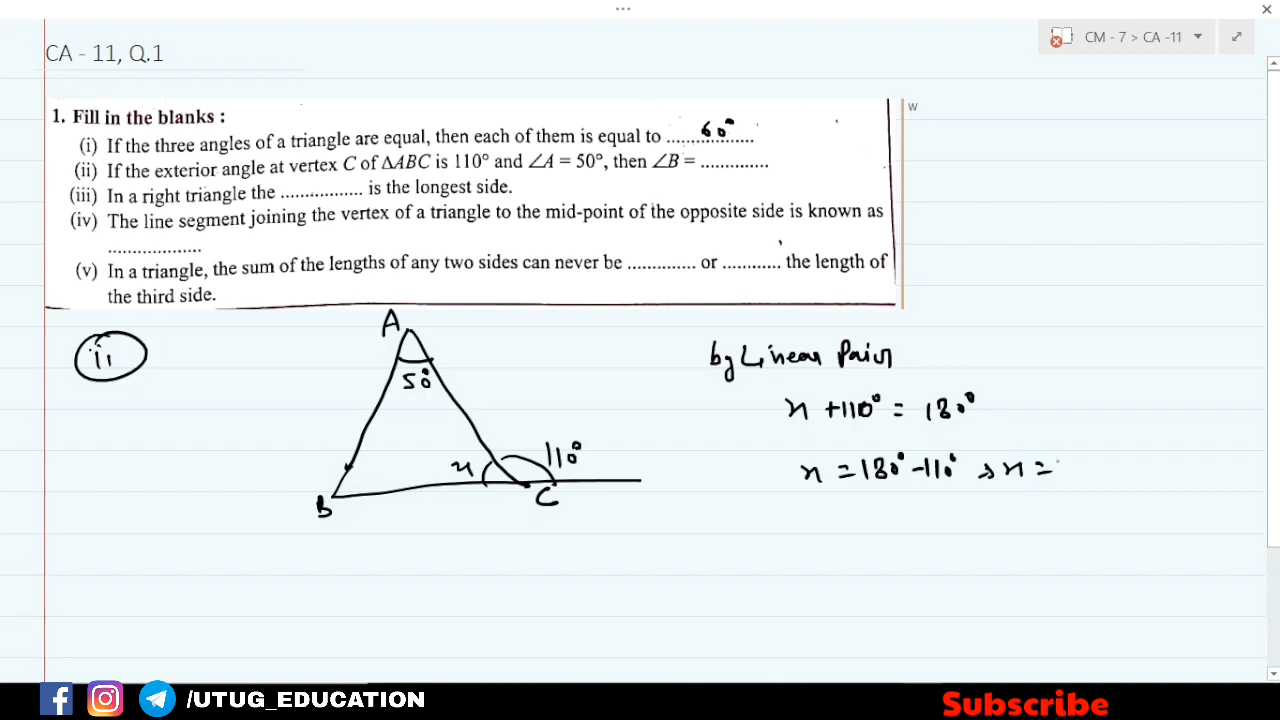 CA - 11, Q.1
CM - 7 > CA -11
w
1. Fill in the blanks :
(i) If the three angles of a triangle are equal, then each of them is equal to ....60°....
(ii) If the exterior angle at vertex C of ΔABC is 110° and ∠A = 50°, then ∠B = ..............
(iii) In a right triangle the ................. is the longest side.
(iv) The line segment joining the vertex of a triangle to the mid-point of the opposite side is known as
....................
(v) In a triangle, the sum of the lengths of any two sides can never be .............. or ............ the length of
the third side.
ii
A
50°
x
110°
B
C
by Linear Pair
x + 110° = 180°
x = 180° - 110° ⇒ x =
/UTUG_EDUCATION
Subscribe